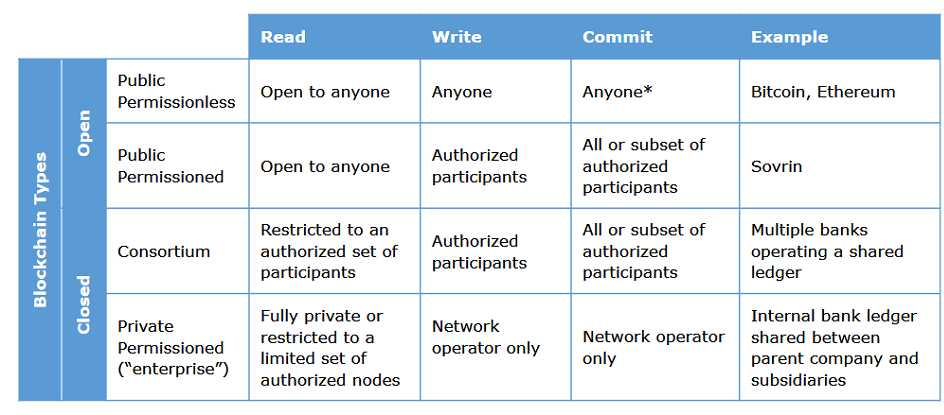 Read Write Commit Example
Blockchain Types
Open
Public
Permissionless
Open to anyone
Anyone
Anyone*
Bitcoin, Ethereum
Public
Permissioned
Open to anyone
Authorized
participants
All or subset of
authorized
participants
Sovrin
Closed
Consortium
Restricted to an
authorized set of
participants
Authorized
participants
All or subset of
authorized
participants
Multiple banks
operating a shared
ledger
Private
Permissioned
(“enterprise”)
Fully private or
restricted to a
limited set of
authorized nodes
Network
operator only
Network operator
only
Internal bank ledger
shared between
parent company and
subsidiaries